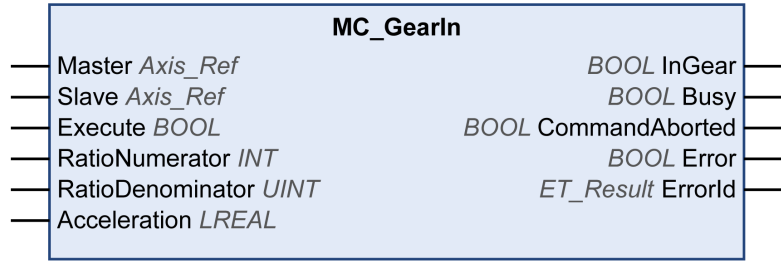 MC_GearIn
Master Axis_Ref BOOL InGear
Slave Axis_Ref BOOL Busy
Execute BOOL BOOL CommandAborted
RatioNumerator INT BOOL Error
RatioDenominator UINT ET_Result ErrorId
Acceleration LREAL